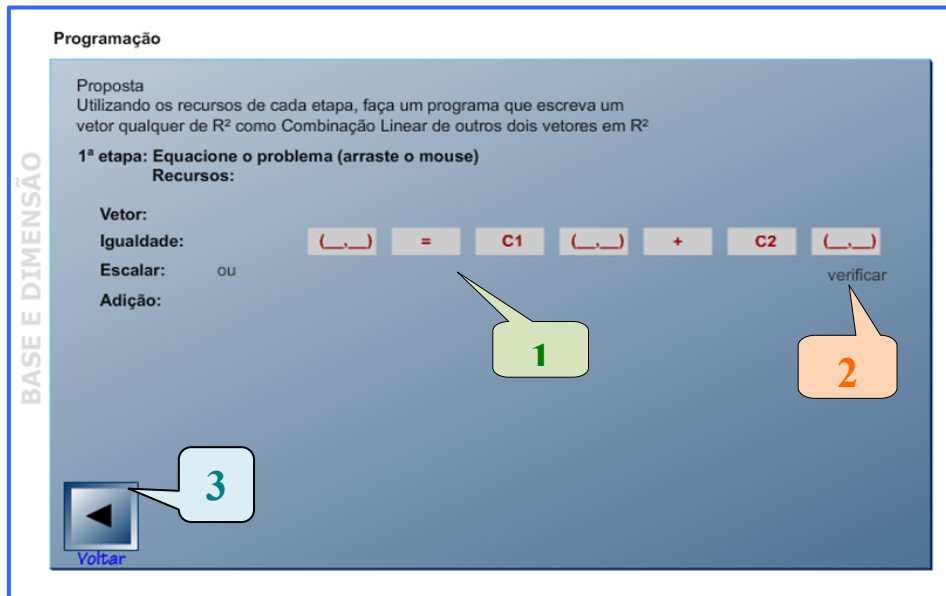 Programação
BASE E DIMENSÃO
Proposta
Utilizando os recursos de cada etapa, faça um programa que escreva um
vetor qualquer de R² como Combinação Linear de outros dois vetores em R²
1ª etapa: Equacione o problema (arraste o mouse)
Recursos:
Vetor:
Igualdade: (__,__) = C1 (__,__) + C2 (__,__)
Escalar: ou verificar
Adição:
1
2
3
Voltar